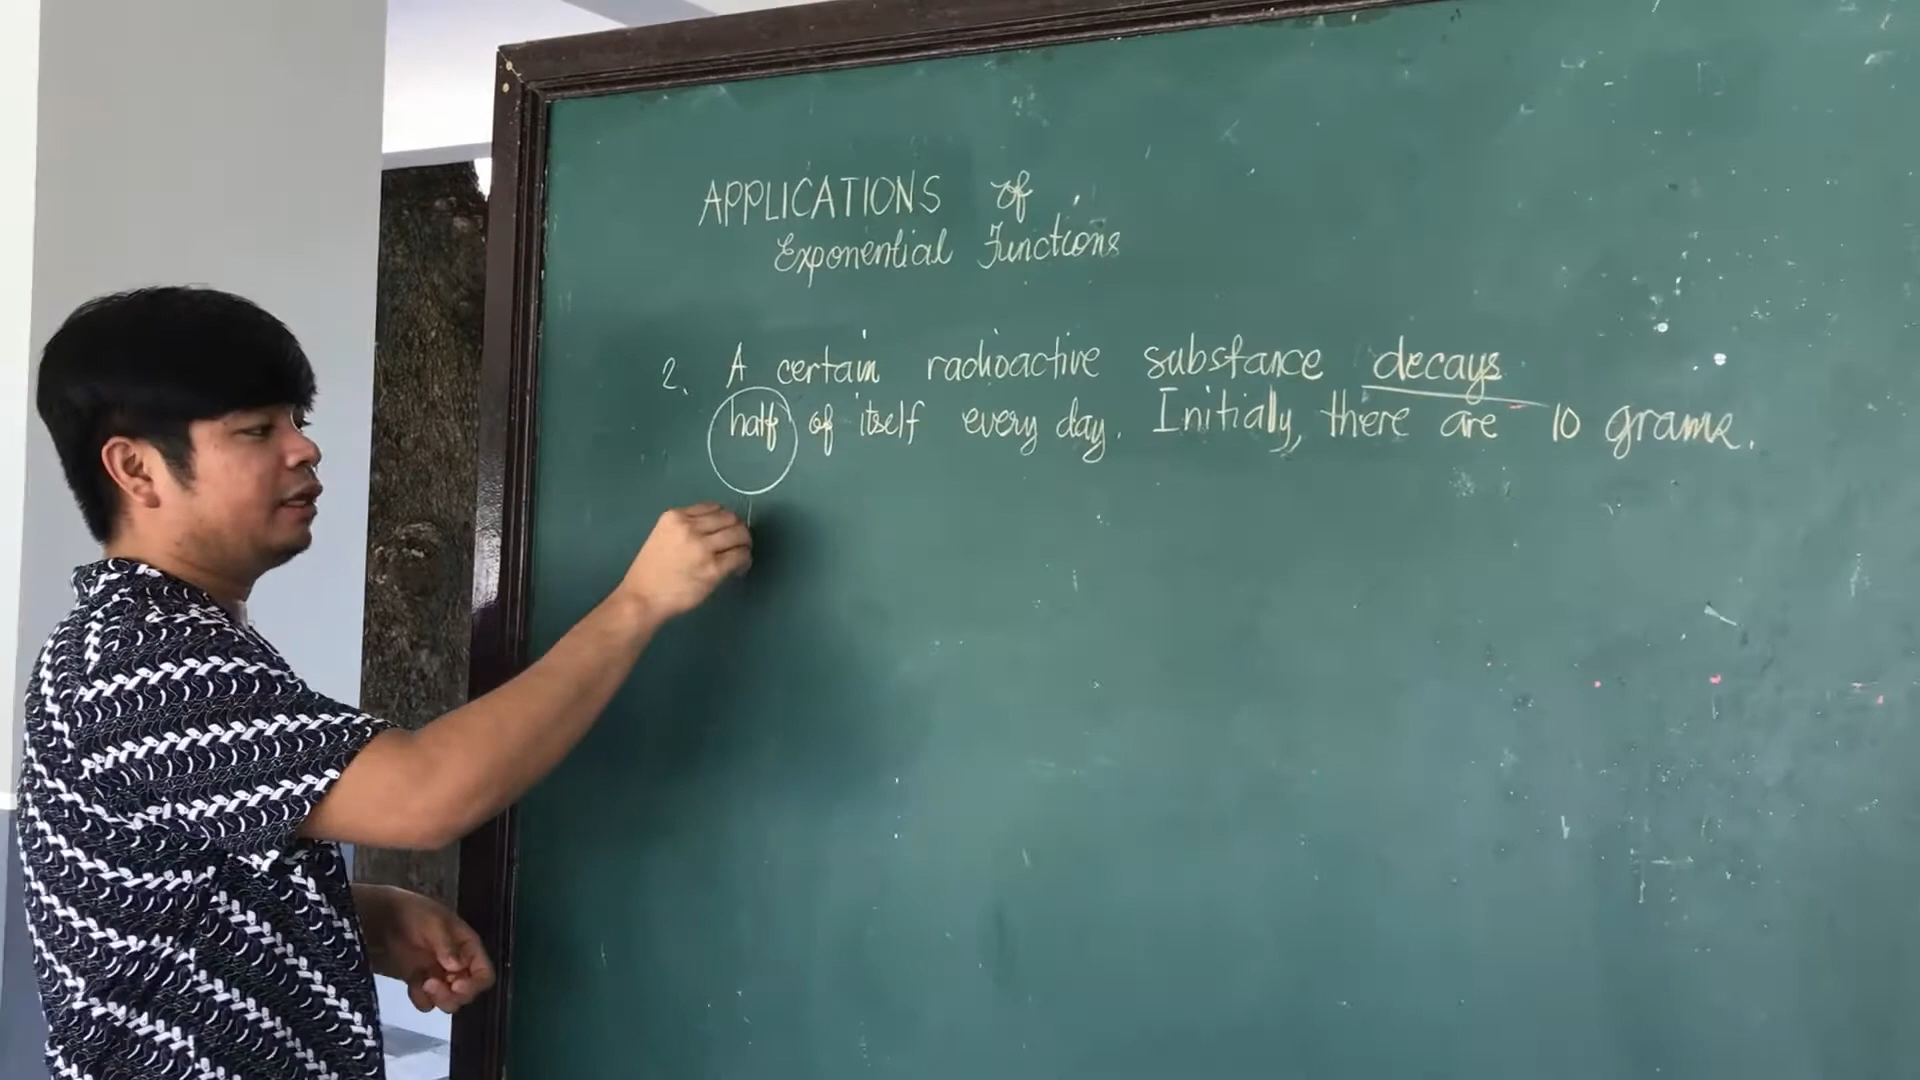 APPLICATIONS of
Exponential Functions
2. A certain radioactive substance decays
half of itself every day. Initially, there are 10 grams.